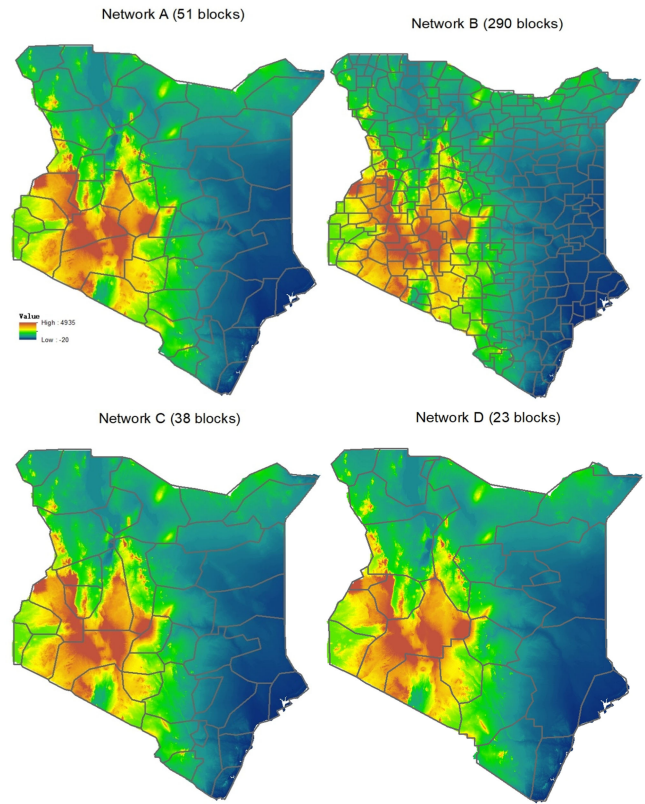 Network A (51 blocks)
Network B (290 blocks)
Value
High : 4935
Low : -20
Network C (38 blocks)
Network D (23 blocks)